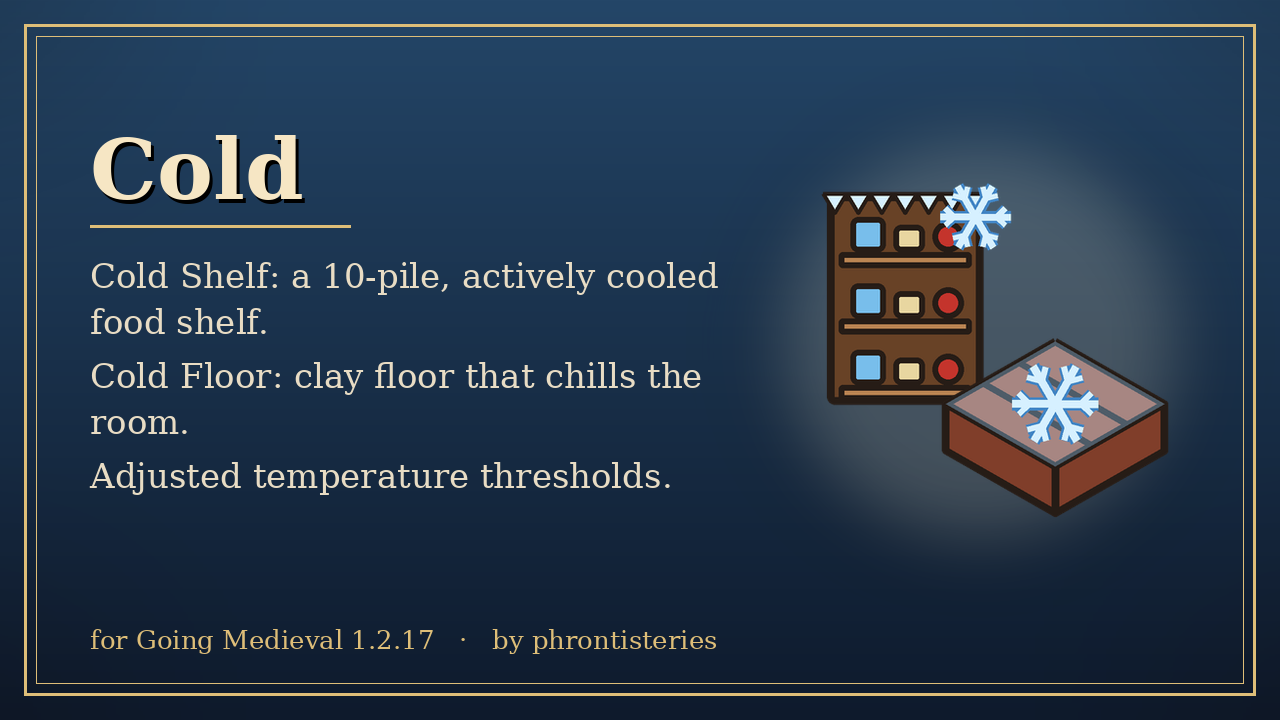 Cold
Cold Shelf: a 10-pile, actively cooled
food shelf.
Cold Floor: clay floor that chills the
room.
Adjusted temperature thresholds.
for Going Medieval 1.2.17 · by phrontisteries